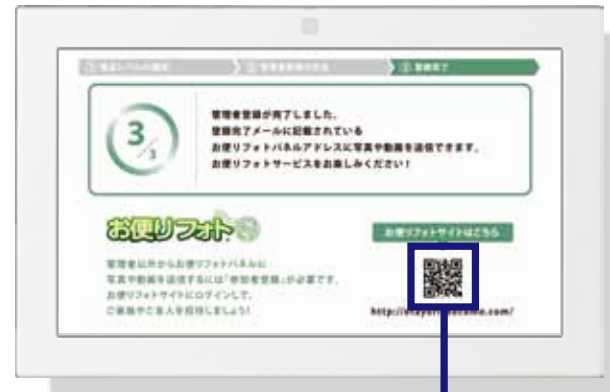 ③登録完了
3/3
管理者登録が完了しました。
登録完了メールに記載されている
お便りフォトパネルアドレスに写真や動画を送信できます。
お便りフォトサービスをお楽しみください！
お便りフォト
お便りフォトサイトはこちら
管理者以外からお便りフォトパネルに
写真や動画を送信するには「参加者登録」が必要です。
お便りフォトサイトにログインして、
ご家族やご友人を招待しましょう！